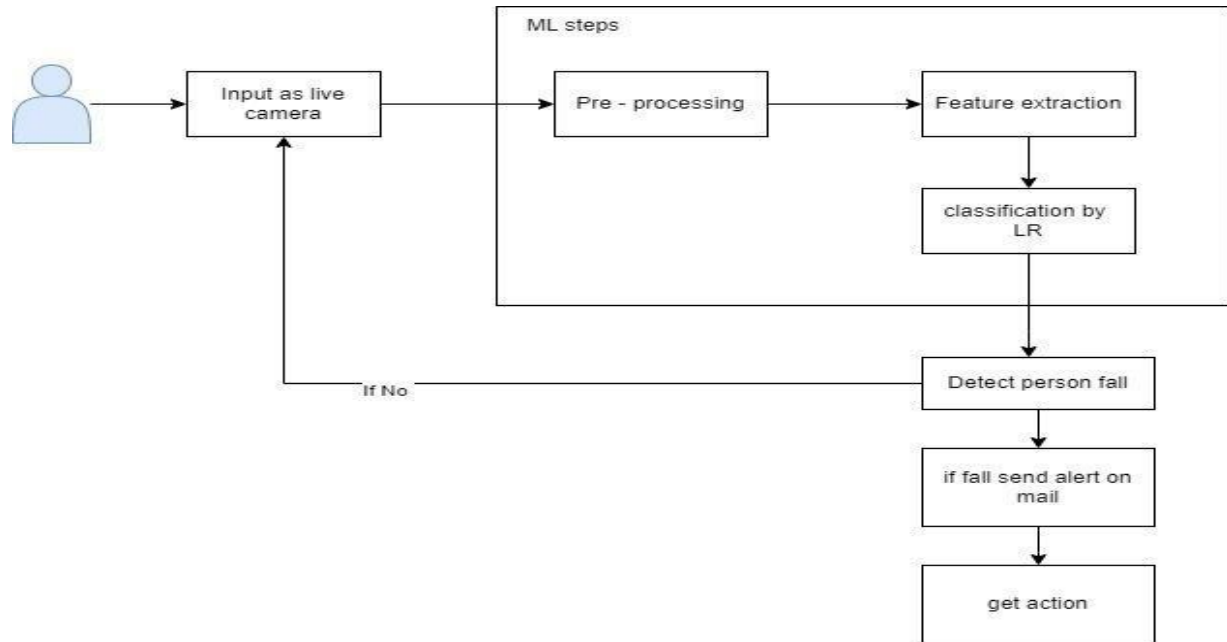 ML steps
Input as live
camera
Pre - processing
Feature extraction
classification by
LR
Detect person fall
If No
if fall send alert on
mail
get action